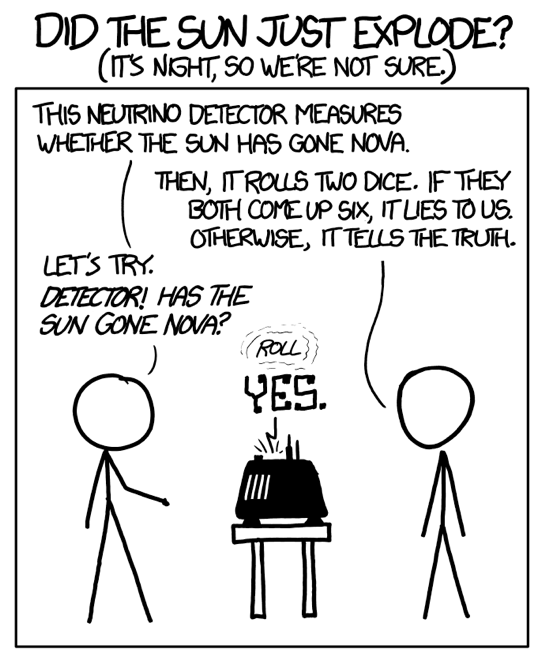 DID THE SUN JUST EXPLODE?
(IT'S NIGHT, SO WE'RE NOT SURE.)
THIS NEUTRINO DETECTOR MEASURES
WHETHER THE SUN HAS GONE NOVA.
THEN, IT ROLLS TWO DICE. IF THEY
BOTH COME UP SIX, IT LIES TO US.
OTHERWISE, IT TELLS THE TRUTH.
LET'S TRY.
DETECTOR! HAS THE
SUN GONE NOVA?
ROLL
YES.